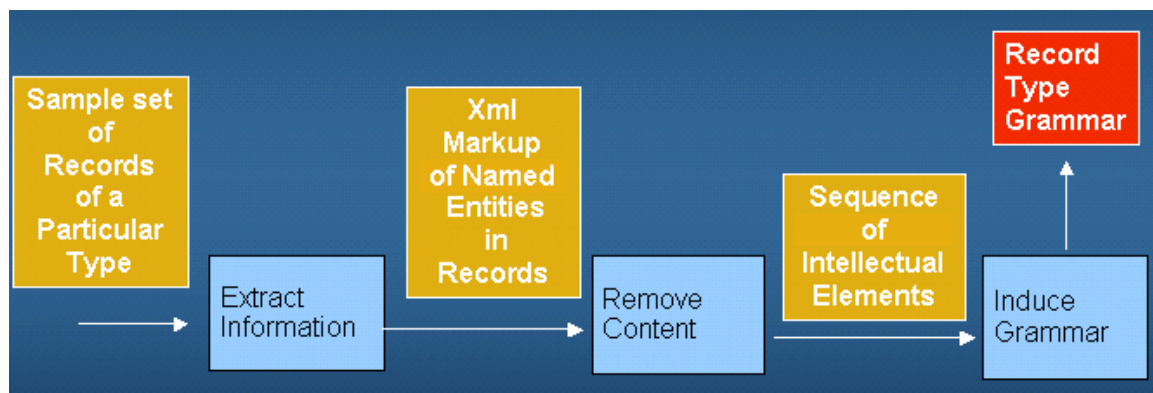 Sample set
of
Records
of a
Particular
Type
Extract
Information
Xml
Markup
of Named
Entities
in
Records
Remove
Content
Sequence
of
Intellectual
Elements
Induce
Grammar
Record
Type
Grammar